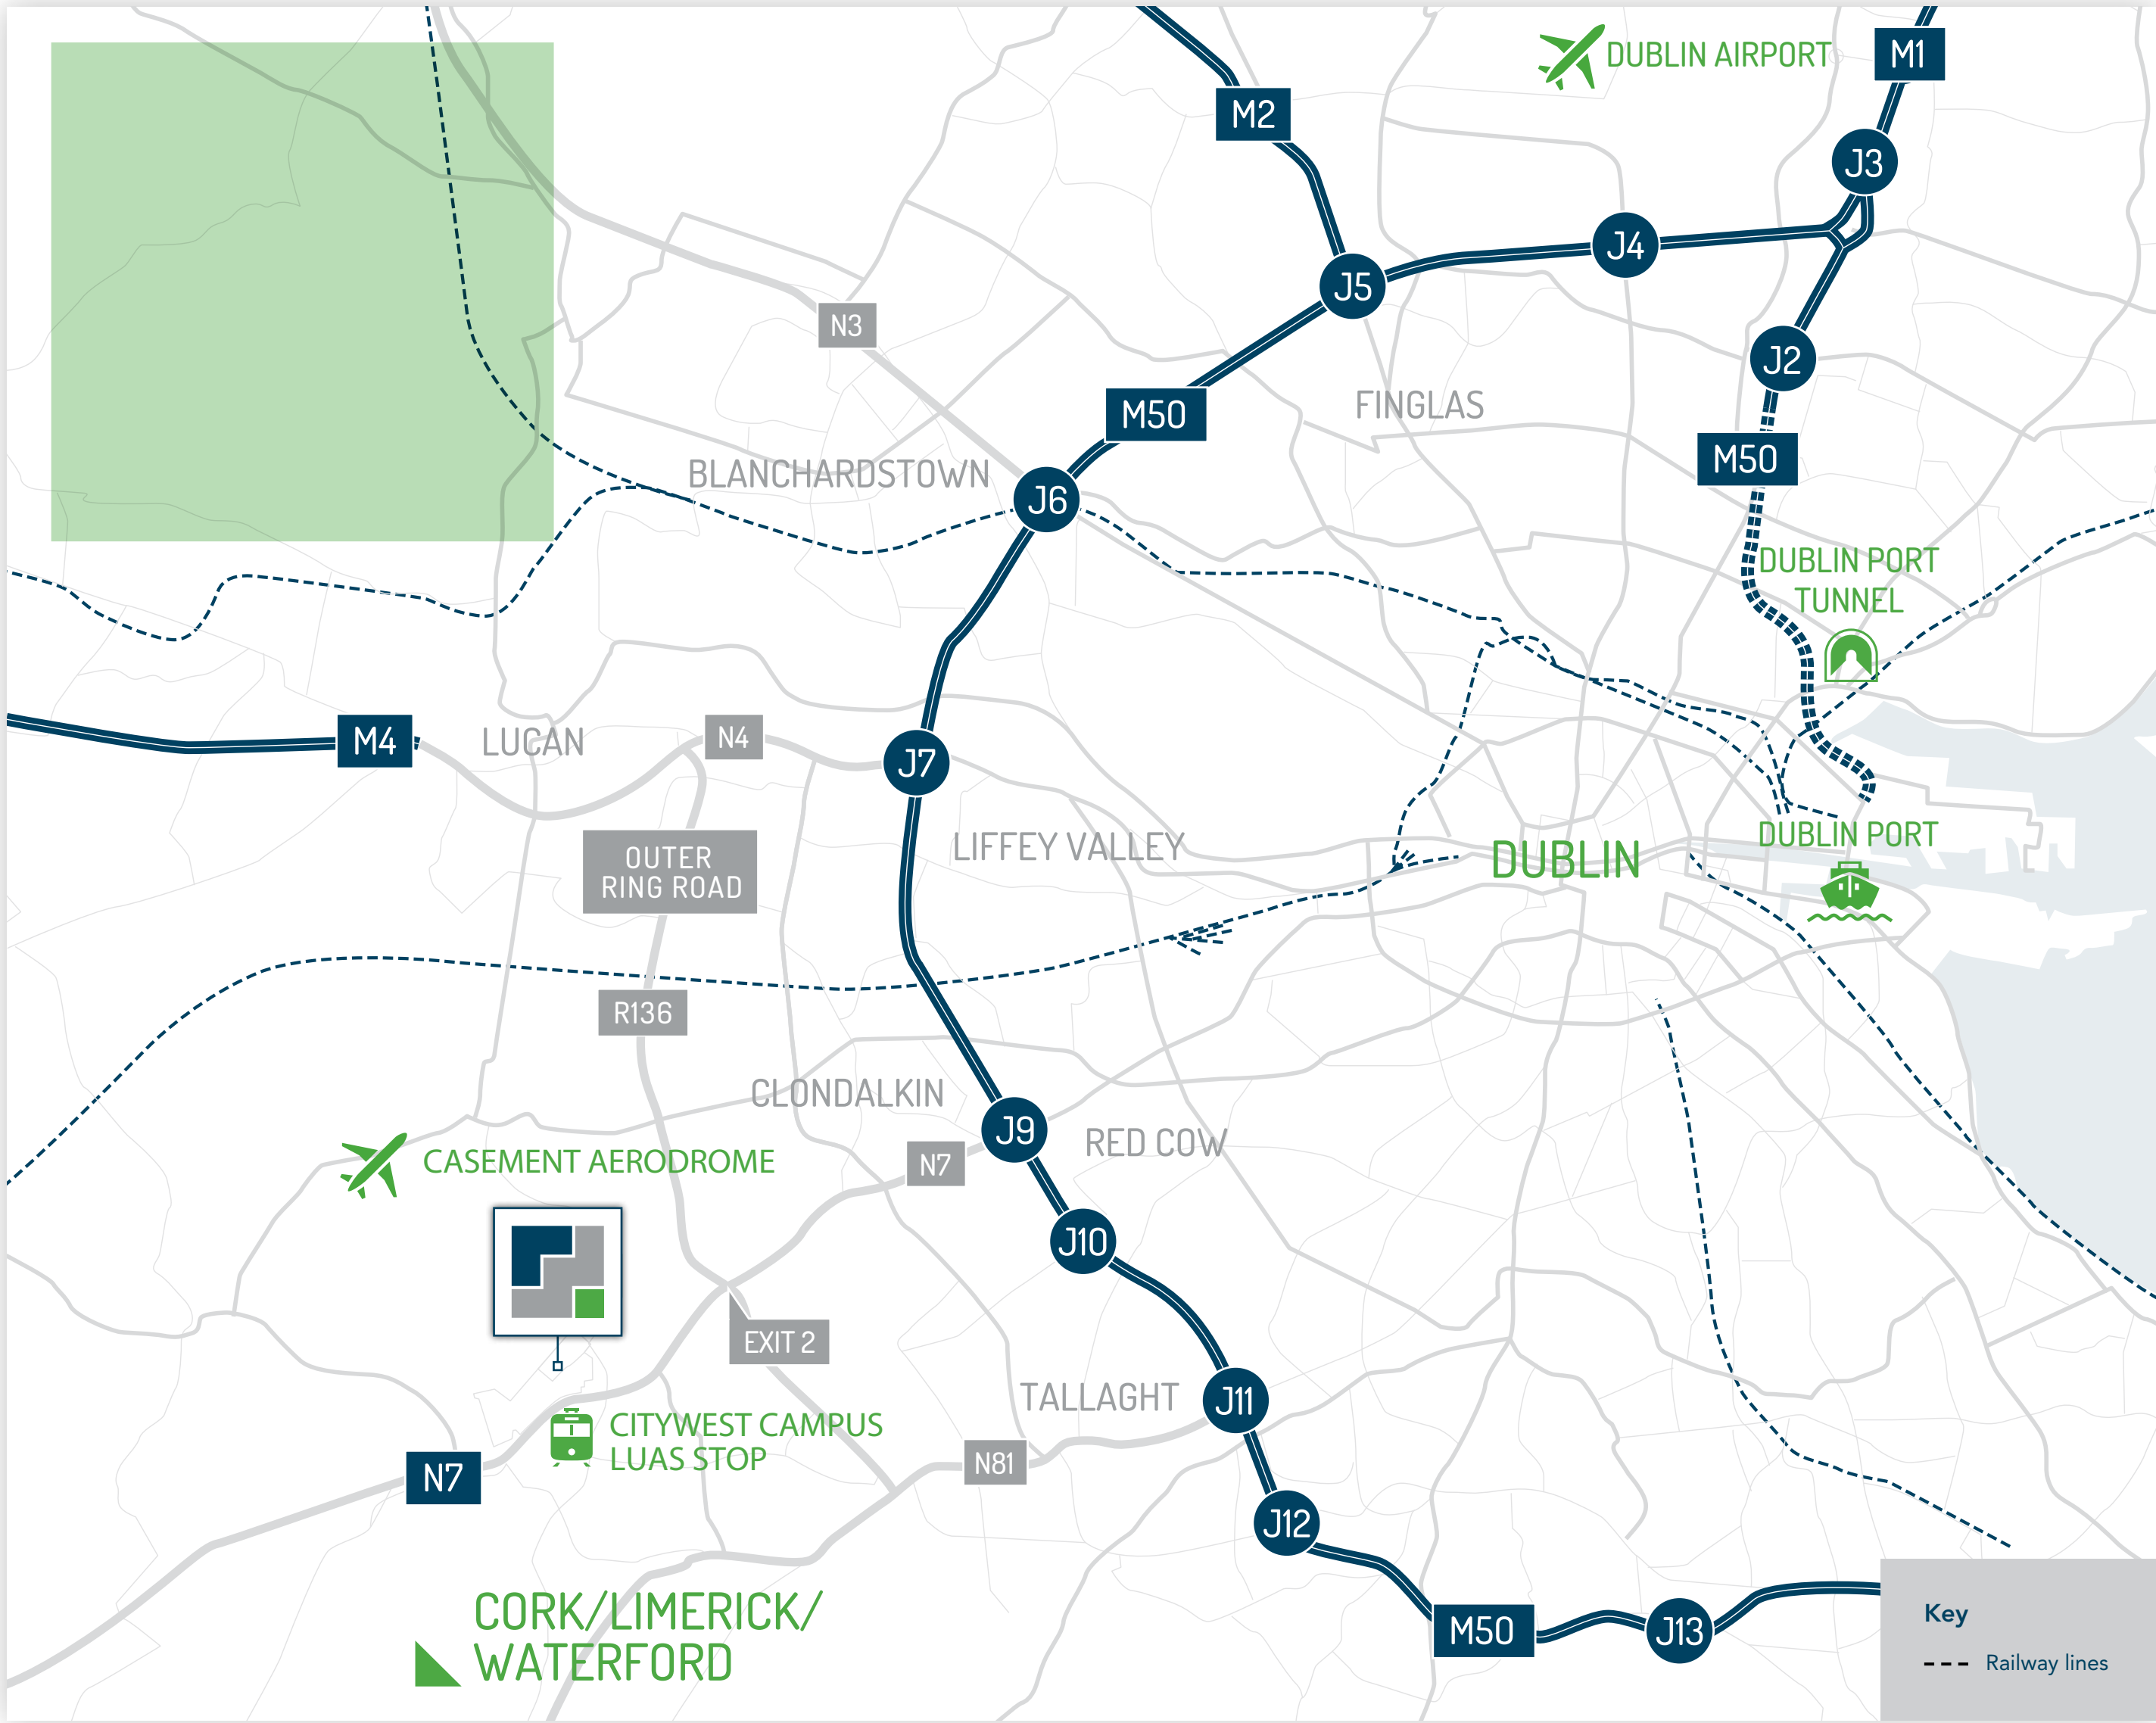 DUBLIN AIRPORT
M1
M2
J3
J4
J5
N3
J2
M50
FINGLAS
M50
BLANCHARDSTOWN
J6
DUBLIN PORT
TUNNEL
M4
LUCAN
N4
J7
LIFFEY VALLEY
DUBLIN
DUBLIN PORT
OUTER
RING ROAD
R136
CLONDALKIN
J9
RED COW
N7
CASEMENT AERODROME
J10
EXIT 2
TALLAGHT
J11
CITYWEST CAMPUS
LUAS STOP
N81
N7
J12
CORK/LIMERICK/
WATERFORD
M50
J13
Key
Railway lines